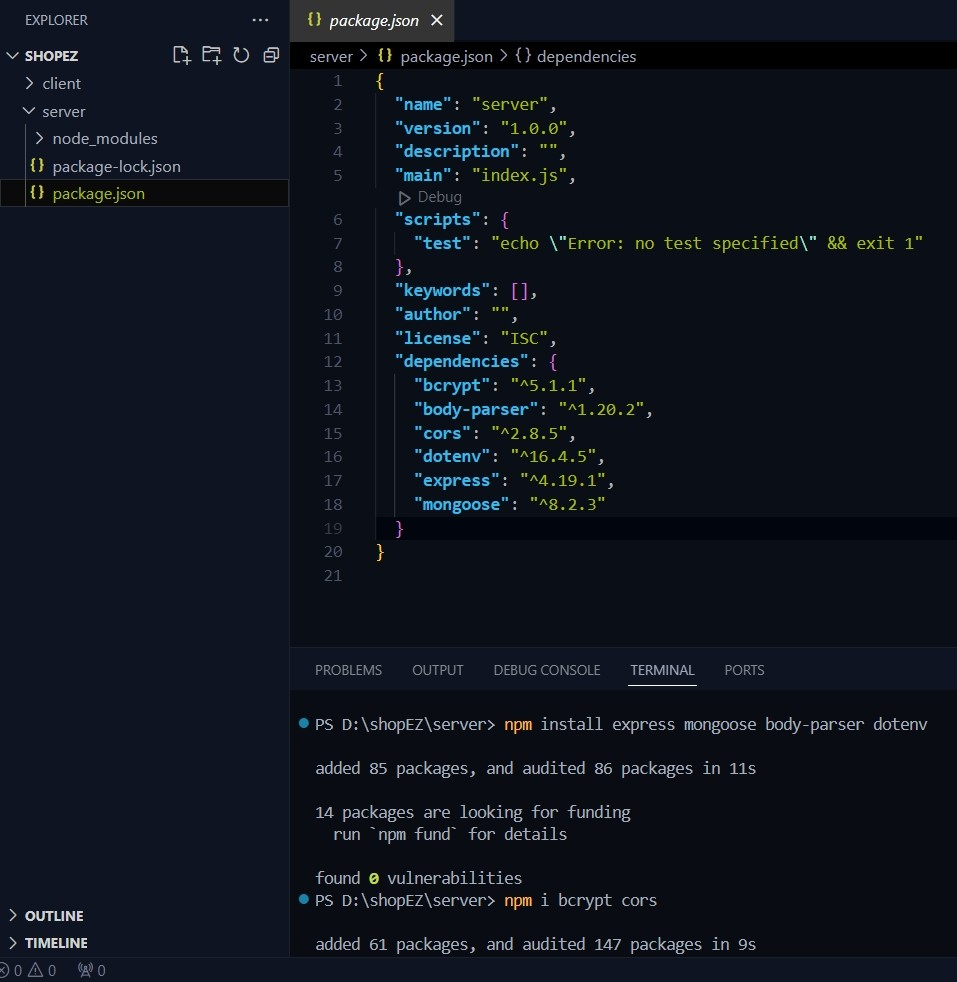 EXPLORER
···
{} package.json ×
SHOPEZ
client
server
node_modules
{} package-lock.json
{} package.json
OUTLINE
TIMELINE
server > {} package.json > {} dependencies
1 {
2 "name": "server",
3 "version": "1.0.0",
4 "description": "",
5 "main": "index.js",
Debug
6 "scripts": {
7 "test": "echo \"Error: no test specified\" && exit 1"
8 },
9 "keywords": [],
10 "author": "",
11 "license": "ISC",
12 "dependencies": {
13 "bcrypt": "^5.1.1",
14 "body-parser": "^1.20.2",
15 "cors": "^2.8.5",
16 "dotenv": "^16.4.5",
17 "express": "^4.19.1",
18 "mongoose": "^8.2.3"
19 }
20 }
21
PROBLEMS OUTPUT DEBUG CONSOLE TERMINAL PORTS
PS D:\shopEZ\server> npm install express mongoose body-parser dotenv
added 85 packages, and audited 86 packages in 11s
14 packages are looking for funding
run `npm fund` for details
found 0 vulnerabilities
PS D:\shopEZ\server> npm i bcrypt cors
added 61 packages, and audited 147 packages in 9s
0 0 0